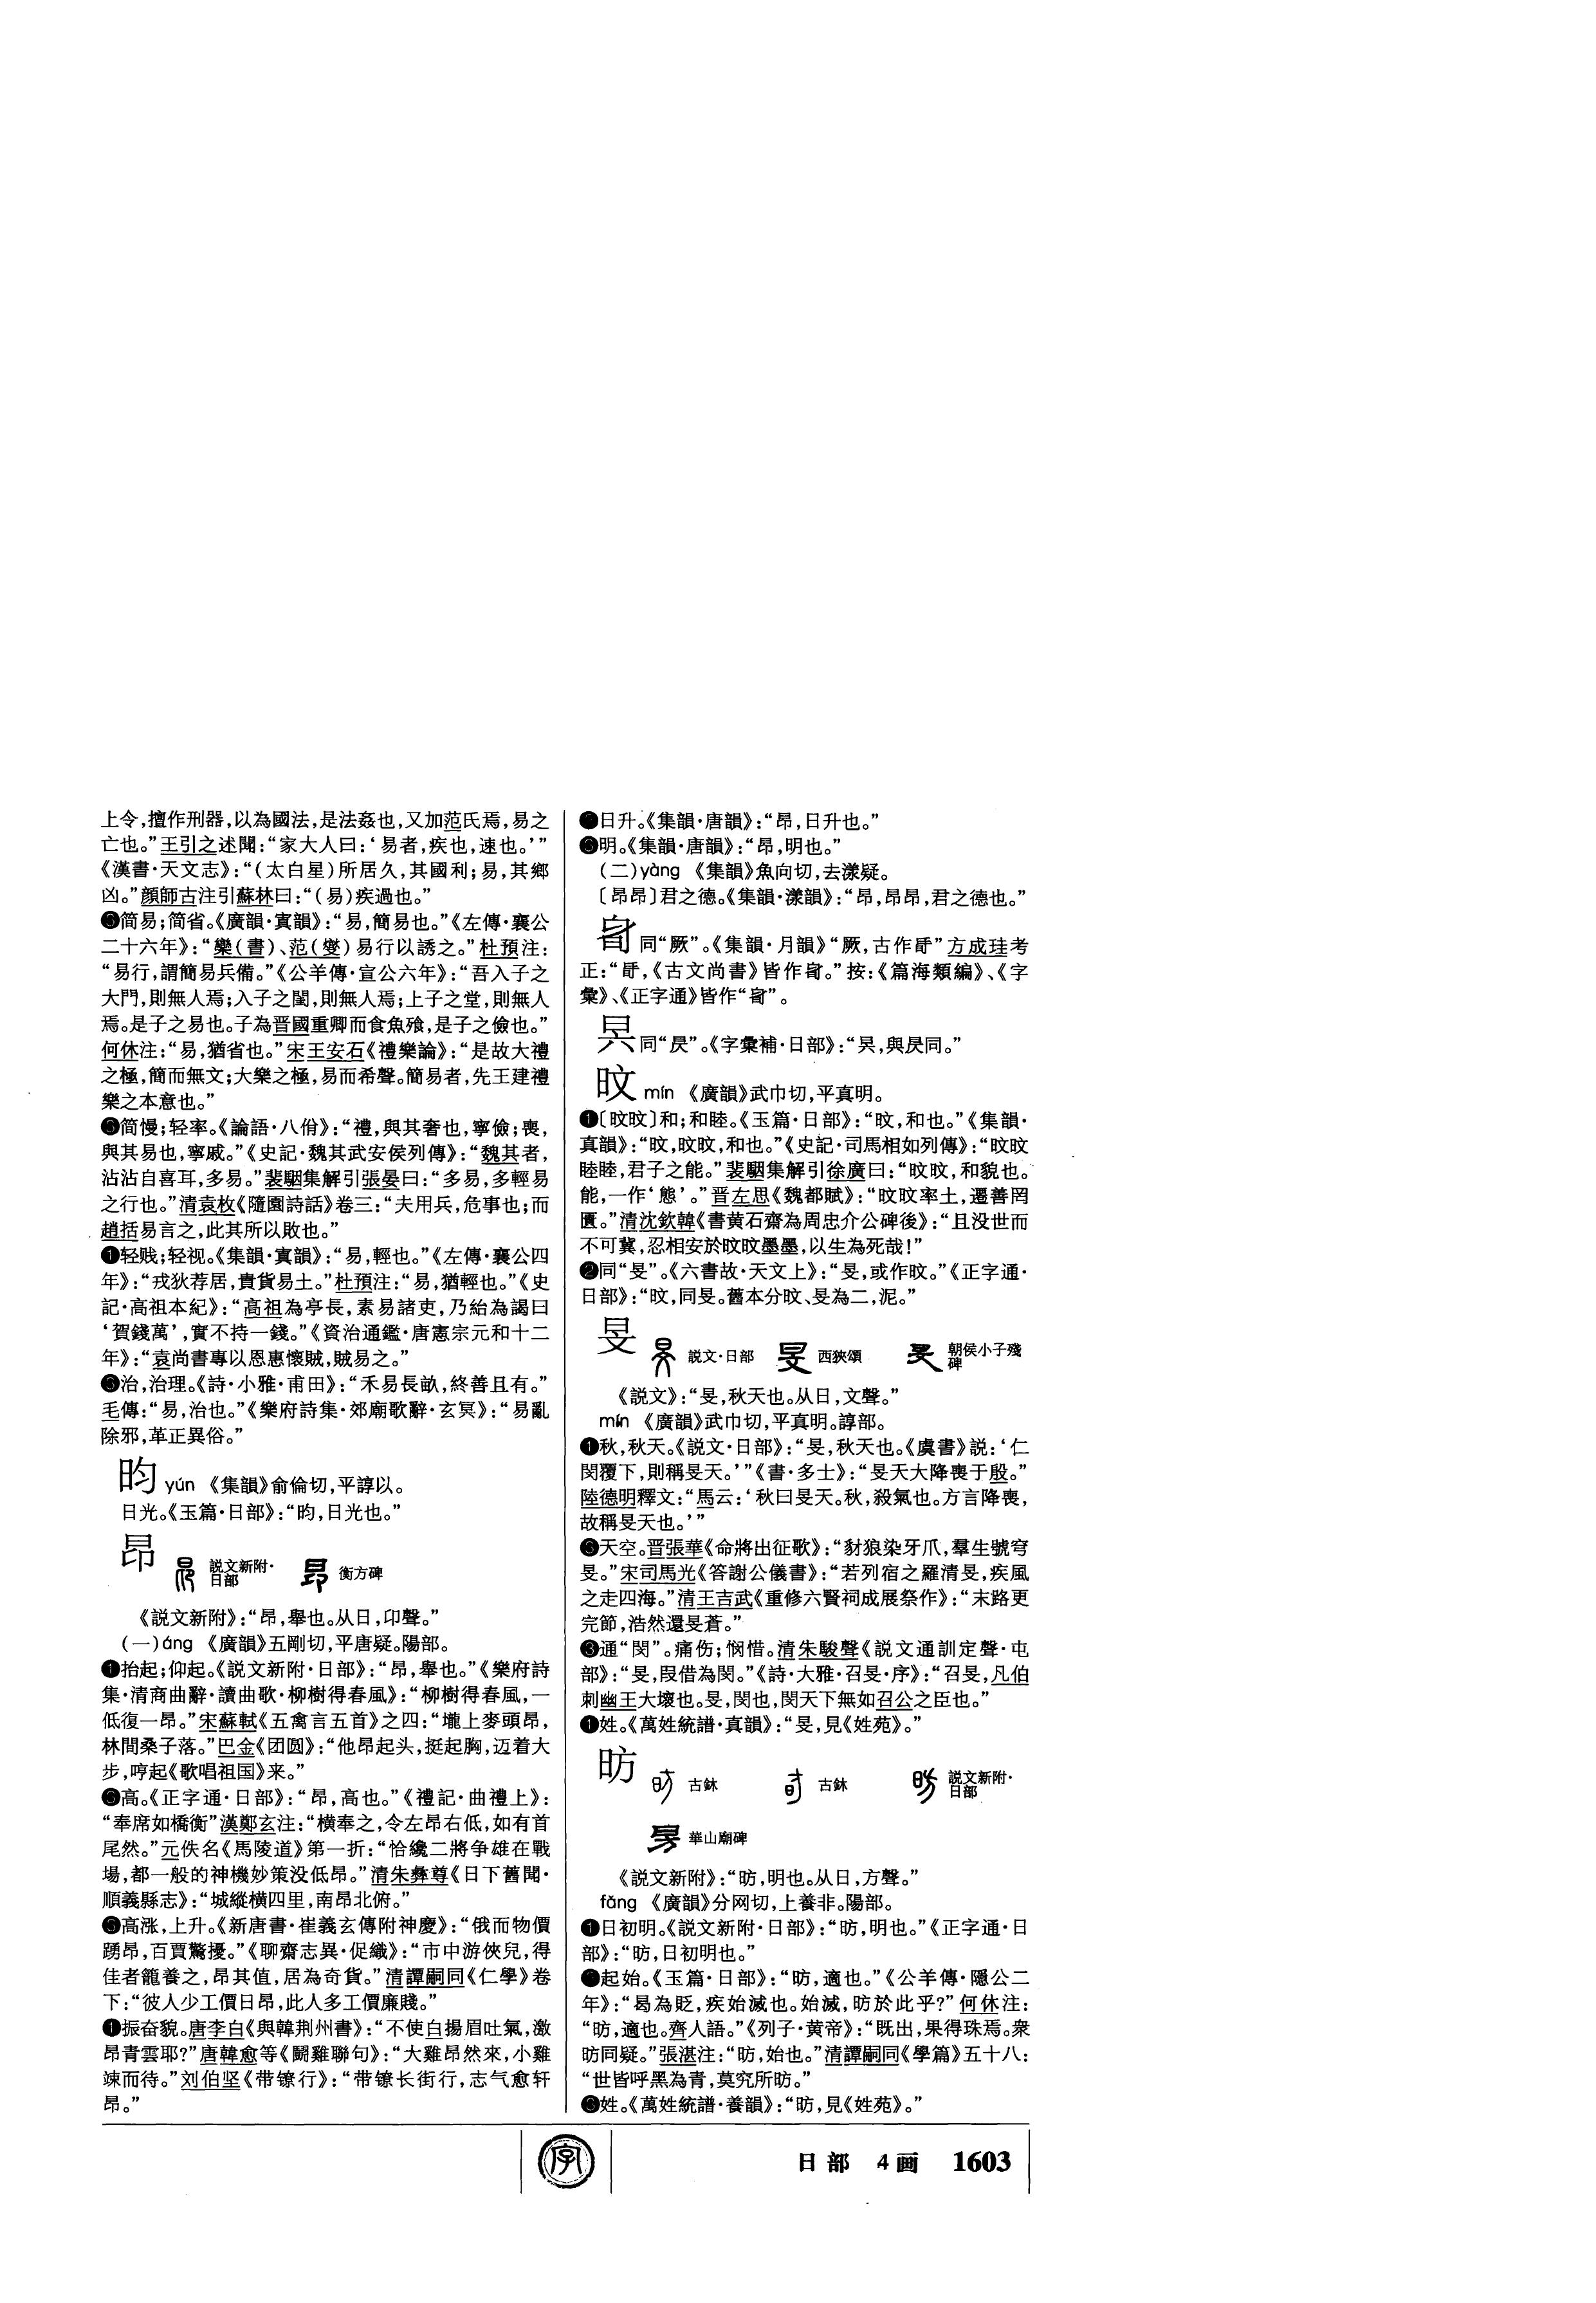 上令，擅作刑器，以為國法，是法姦也，又加范氏焉，易之
亡也。”王引之述聞：“家大人曰：‘易者，疾也，速也。’”
《漢書·天文志》：“（太白星）所居久，其國利；易，其鄉
凶。”顔師古注引蘇林曰：“（易）疾過也。”
简易；简省。《廣韻·寘韻》：“易，簡易也。”《左傳·襄公
二十六年》：“欒（書）、范（燮）易行以誘之。”杜預注：
“易行，謂簡易兵備。”《公羊傳·宣公六年》：“吾入子之
大門，則無人焉；入子之閨，則無人焉；上子之堂，則無人
焉。是子之易也。子為晋國重卿而食魚飱，是子之儉也。”
何休注：“易，猶省也。”宋王安石《禮樂論》：“是故大禮
之極，簡而無文；大樂之極，易而希聲。簡易者，先王建禮
樂之本意也。”
简慢；轻率。《論語·八佾》：“禮，與其奢也，寧儉；喪，
與其易也，寧戚。”《史記·魏其武安侯列傳》：“魏其者，
沾沾自喜耳，多易。”裴駰集解引張晏曰：“多易，多輕易
之行也。”清袁枚《隨園詩話》卷三：“夫用兵，危事也；而
趙括易言之，此其所以敗也。”
轻贱；轻视。《集韻·寘韻》：“易，輕也。”《左傳·襄公四
年》：“戎狄荐居，貴貨易土。”杜預注：“易，猶輕也。”《史
記·高祖本紀》：“高祖為亭長，素易諸吏，乃紿為謁曰
‘賀錢萬’，實不持一錢。”《資治通鑑·唐憲宗元和十二
年》：“袁尚書專以恩惠懷賊，賊易之。”
治，治理。《詩·小雅·甫田》：“禾易長畝，終善且有。”
毛傳：“易，治也。”《樂府詩集·郊廟歌辭·玄冥》：“易亂
除邪，革正異俗。”
昀 yún 《集韻》俞倫切，平諄以。
日光。《玉篇·日部》：“昀，日光也。”
昂 説文新附·日部 衡方碑
《説文新附》：“昂，舉也。从日，卬聲。”
（一）áng 《廣韻》五剛切，平唐疑。陽部。
❶抬起；仰起。《説文新附·日部》：“昂，舉也。”《樂府詩
集·清商曲辭·讀曲歌·柳樹得春風》：“柳樹得春風，一
低復一昂。”宋蘇軾《五禽言五首》之四：“壠上麥頭昂，
林間桑子落。”巴金《团圆》：“他昂起头，挺起胸，迈着大
步，哼起《歌唱祖国》来。”
高。《正字通·日部》：“昂，高也。”《禮記·曲禮上》：
“奉席如橋衡”漢鄭玄注：“横奉之，令左昂右低，如有首
尾然。”元佚名《馬陵道》第一折：“恰纔二將争雄在戰
場，都一般的神機妙策没低昂。”清朱彝尊《日下舊聞·
順義縣志》：“城縱横四里，南昂北俯。”
高涨，上升。《新唐書·崔義玄傳附神慶》：“俄而物價
踴昂，百賈驚擾。”《聊齋志異·促織》：“市中游俠兒，得
佳者籠養之，昂其值，居為奇貨。”清譚嗣同《仁學》卷
下：“彼人少工價日昂，此人多工價廉賤。”
振奋貌。唐李白《與韓荆州書》：“不使白揚眉吐氣，激
昂青雲耶？”唐韓愈等《鬭雞聯句》：“大雞昂然來，小雞
竦而待。”刘伯坚《带镣行》：“带镣长街行，志气愈轩
昂。”
日升。《集韻·唐韻》：“昂，日升也。”
明。《集韻·唐韻》：“昂，明也。”
（二）yàng 《集韻》魚向切，去漾疑。
〔昂昂〕君之德。《集韻·漾韻》：“昂，昂昂，君之德也。”
同“厥”。《集韻·月韻》“厥，古作”方成珪考
正：“，《古文尚書》皆作。”按：《篇海類編》、《字
彙》、《正字通》皆作“”。
同“昃”。《字彙補·日部》：“，與昃同。”
旼 mín 《廣韻》武巾切，平真明。
❶〔旼旼〕和；和睦。《玉篇·日部》：“旼，和也。”《集韻·
真韻》：“旼，旼旼，和也。”《史記·司馬相如列傳》：“旼旼
睦睦，君子之能。”裴駰集解引徐廣曰：“旼旼，和貌也。
能，一作‘態’。”晋左思《魏都賦》：“旼旼率土，遷善罔
匱。”清沈欽韓《書黄石齋為周忠介公碑後》：“且没世而
不可冀，忍相安於旼旼墨墨，以生為死哉！”
❷同“旻”。《六書故·天文上》：“旻，或作旼。”《正字通·
日部》：“旼，同旻。舊本分旼、旻為二，泥。”
旻 説文·日部 西狹頌 朝侯小子殘碑
《説文》：“旻，秋天也。从日，文聲。”
mín 《廣韻》武巾切，平真明。諄部。
❶秋，秋天。《説文·日部》：“旻，秋天也。《虞書》説：‘仁
閔覆下，則稱旻天。’”《書·多士》：“旻天大降喪于殷。”
陸德明釋文：“馬云：‘秋曰旻天。秋，殺氣也。方言降喪，
故稱旻天也。’”
天空。晋張華《命將出征歌》：“豺狼染牙爪，羣生號穹
旻。”宋司馬光《答謝公儀書》：“若列宿之羅清旻，疾風
之走四海。”清王吉武《重修六賢祠成展祭作》：“末路更
完節，浩然還旻蒼。”
❸通“閔”。痛伤；悯惜。清朱駿聲《説文通訓定聲·屯
部》：“旻，叚借為閔。”《詩·大雅·召旻·序》：“召旻，凡伯
刺幽王大壞也。旻，閔也，閔天下無如召公之臣也。”
姓。《萬姓統譜·真韻》：“旻，見《姓苑》。”
昉 古鉨 古鉨 説文新附·日部
華山廟碑
《説文新附》：“昉，明也。从日，方聲。”
fǎng 《廣韻》分网切，上養非。陽部。
❶日初明。《説文新附·日部》：“昉，明也。”《正字通·日
部》：“昉，日初明也。”
起始。《玉篇·日部》：“昉，適也。”《公羊傳·隱公二
年》：“曷為貶，疾始滅也。始滅，昉於此乎？”何休注：
“昉，適也。齊人語。”《列子·黄帝》：“既出，果得珠焉。衆
昉同疑。”張湛注：“昉，始也。”清譚嗣同《學篇》五十八：
“世皆呼黑為青，莫究所昉。”
姓。《萬姓統譜·養韻》：“昉，見《姓苑》。”
字
日部 4画 1603